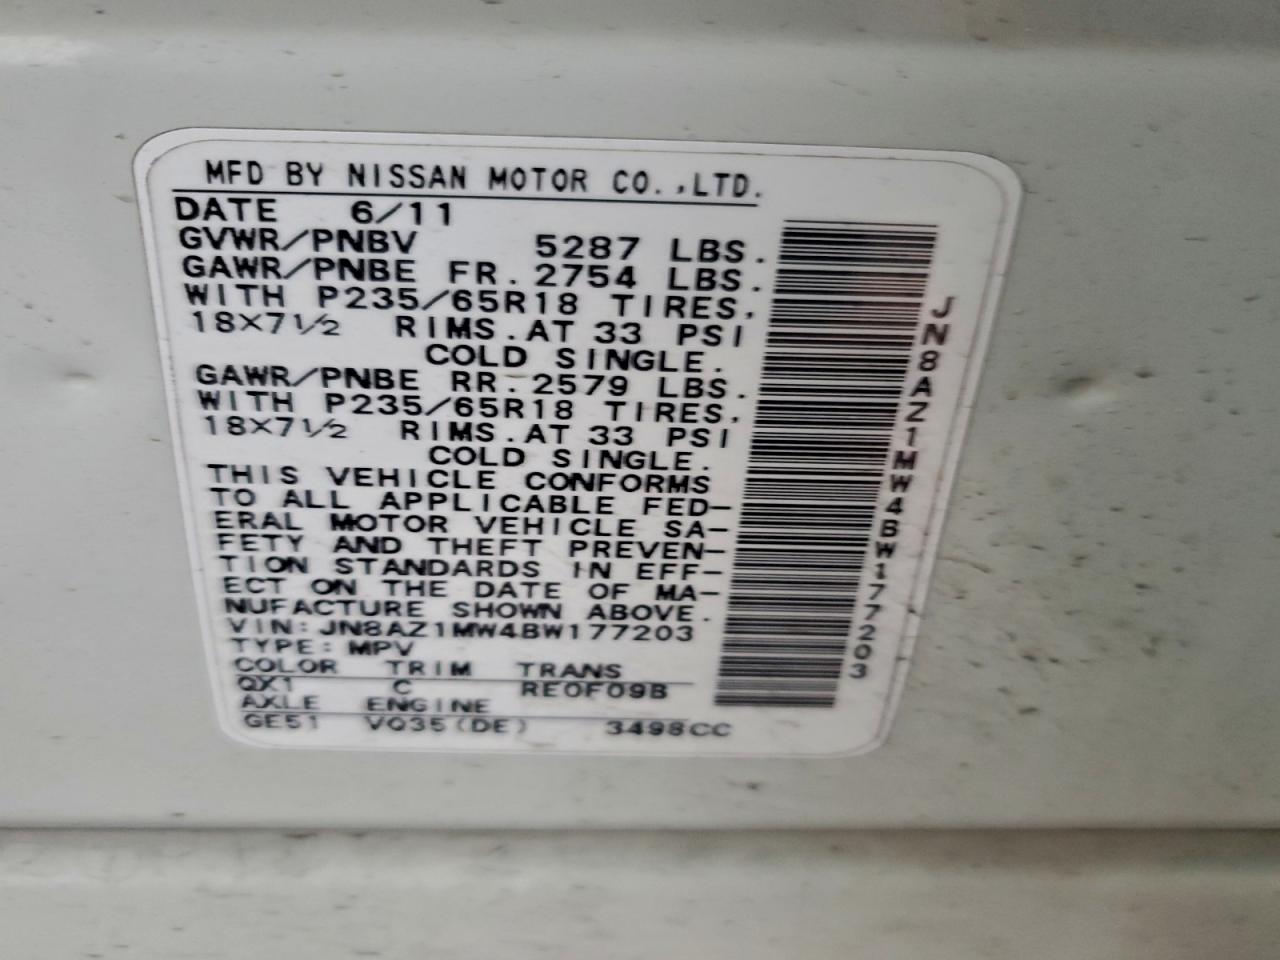 MFD BY NISSAN MOTOR CO.,LTD.
DATE 6/11
GVWR/PNBV 5287 LBS.
GAWR/PNBE FR. 2754 LBS.
WITH P235/65R18 TIRES,
18X7 1/2 RIMS.AT 33 PSI
COLD SINGLE.
GAWR/PNBE RR. 2579 LBS.
WITH P235/65R18 TIRES,
18X7 1/2 RIMS.AT 33 PSI
COLD SINGLE.
THIS VEHICLE CONFORMS
TO ALL APPLICABLE FED-
ERAL MOTOR VEHICLE SA-
FETY AND THEFT PREVEN-
TION STANDARDS IN EFF-
ECT ON THE DATE OF MA-
NUFACTURE SHOWN ABOVE.
VIN: JN8AZ1MW4BW177203
TYPE: MPV
COLOR TRIM TRANS
QX1 C RE0F09B
AXLE ENGINE
GE51 VQ35(DE) 3498CC
JN8AZ1MW4BW177203